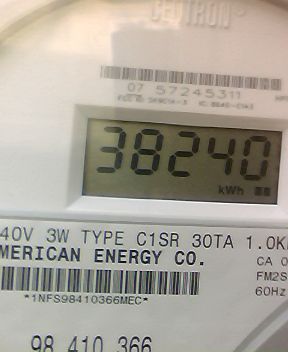 07 57245311
38240
kWh
40V 3W TYPE C1SR 30TA 1.0K
MERICAN ENERGY CO.
CA 0
FM2S
60Hz
*1NFS98410366MEC*
98 410 366